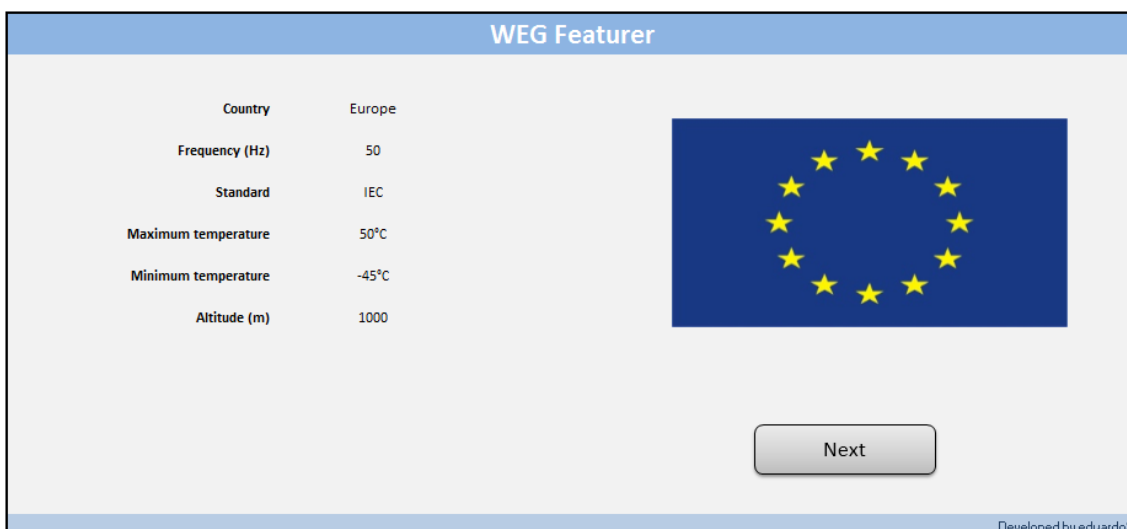 WEG Featurer
Country Europe
Frequency (Hz) 50
Standard IEC
Maximum temperature 50°C
Minimum temperature -45°C
Altitude (m) 1000
Next
Developed by eduardo